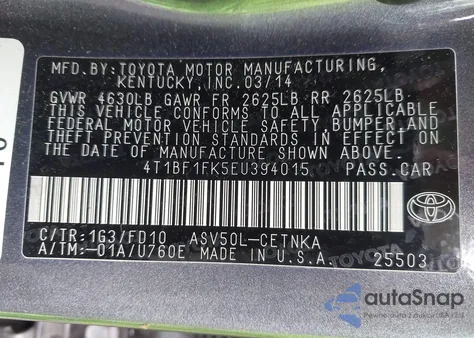 MFD.BY:TOYOTA MOTOR MANUFACTURING,
KENTUCKY,INC.03/14
GVWR 4630LB GAWR FR 2625LB RR 2625LB
THIS VEHICLE CONFORMS TO ALL APPLICABLE
FEDERAL MOTOR VEHICLE SAFETY,BUMPER,AND
THEFT PREVENTION STANDARDS IN EFFECT ON
THE DATE OF MANUFACTURE SHOWN ABOVE.
4T1BF1FK5EU394015 PASS.CAR
C/TR:1G3/FD10 ASV50L-CETNKA
A/TM:-01A/U760E MADE IN U.S.A. 25503
TOYOTA
autoSnap